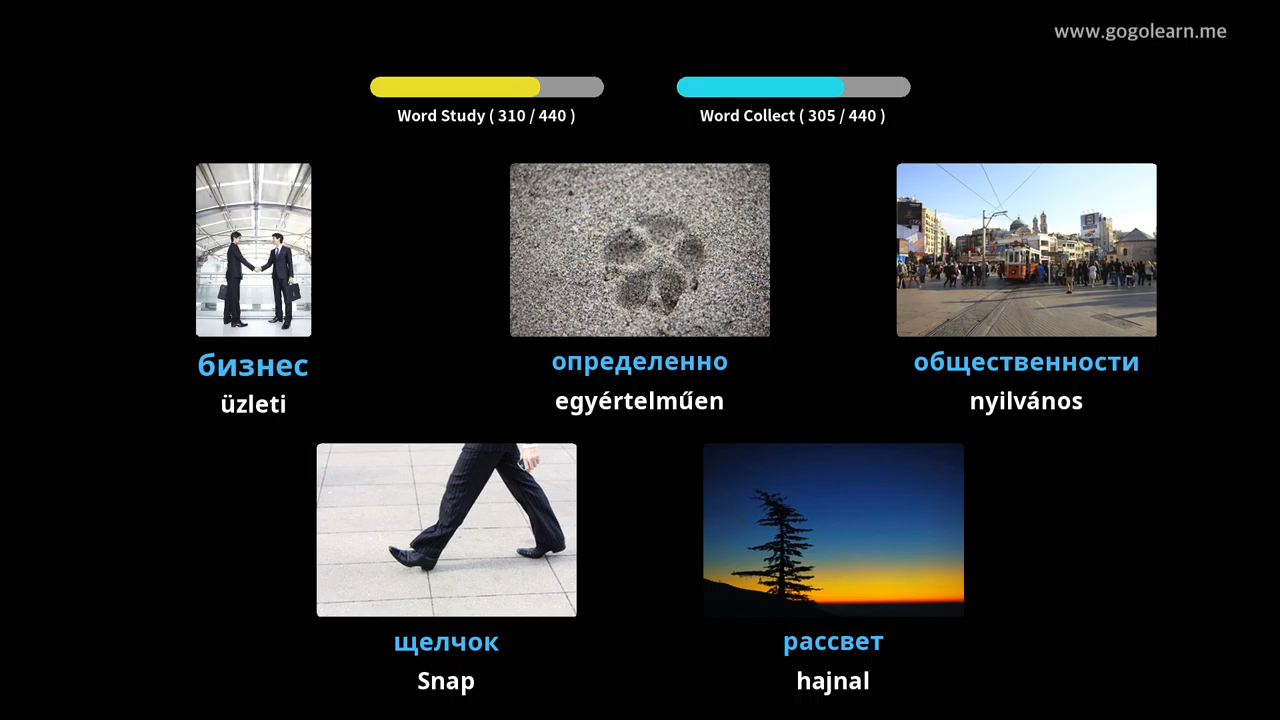 www.gogolearn.me
Word Study ( 310 / 440 )
Word Collect ( 305 / 440 )
бизнес
üzleti
определенно
egyértelműen
общественности
nyilvános
щелчок
Snap
рассвет
hajnal